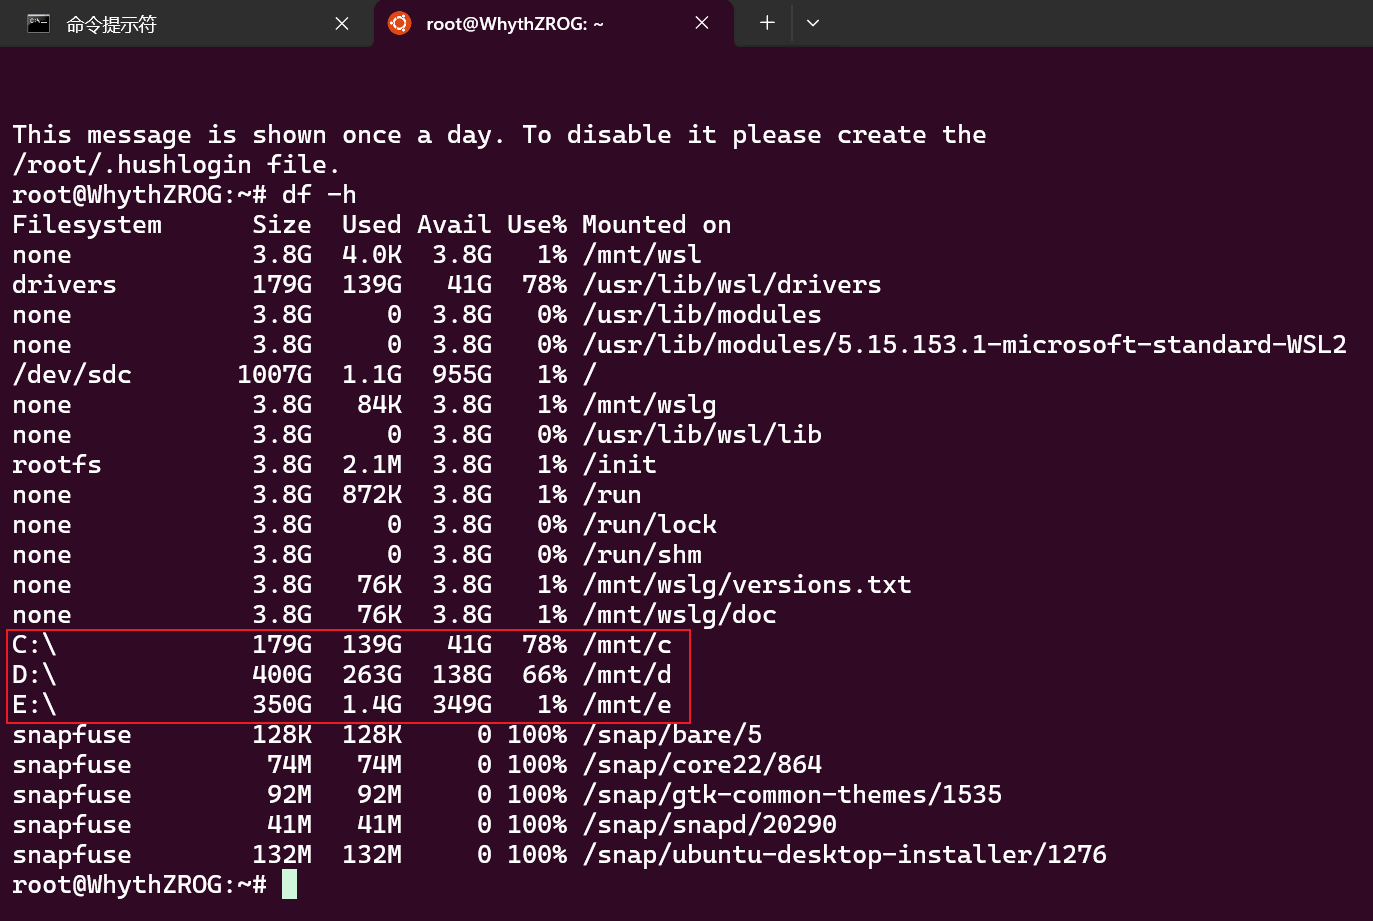 命令提示符
root@WhythZROG: ~
This message is shown once a day. To disable it please create the
/root/.hushlogin file.
root@WhythZROG:~# df -h
Filesystem      Size  Used Avail Use% Mounted on
none            3.8G  4.0K  3.8G   1% /mnt/wsl
drivers         179G  139G   41G  78% /usr/lib/wsl/drivers
none            3.8G     0  3.8G   0% /usr/lib/modules
none            3.8G     0  3.8G   0% /usr/lib/modules/5.15.153.1-microsoft-standard-WSL2
/dev/sdc       1007G  1.1G  955G   1% /
none            3.8G   84K  3.8G   1% /mnt/wslg
none            3.8G     0  3.8G   0% /usr/lib/wsl/lib
rootfs          3.8G  2.1M  3.8G   1% /init
none            3.8G  872K  3.8G   1% /run
none            3.8G     0  3.8G   0% /run/lock
none            3.8G     0  3.8G   0% /run/shm
none            3.8G   76K  3.8G   1% /mnt/wslg/versions.txt
none            3.8G   76K  3.8G   1% /mnt/wslg/doc
C:\             179G  139G   41G  78% /mnt/c
D:\             400G  263G  138G  66% /mnt/d
E:\             350G  1.4G  349G   1% /mnt/e
snapfuse        128K  128K     0 100% /snap/bare/5
snapfuse         74M   74M     0 100% /snap/core22/864
snapfuse         92M   92M     0 100% /snap/gtk-common-themes/1535
snapfuse         41M   41M     0 100% /snap/snapd/20290
snapfuse        132M  132M     0 100% /snap/ubuntu-desktop-installer/1276
root@WhythZROG:~#